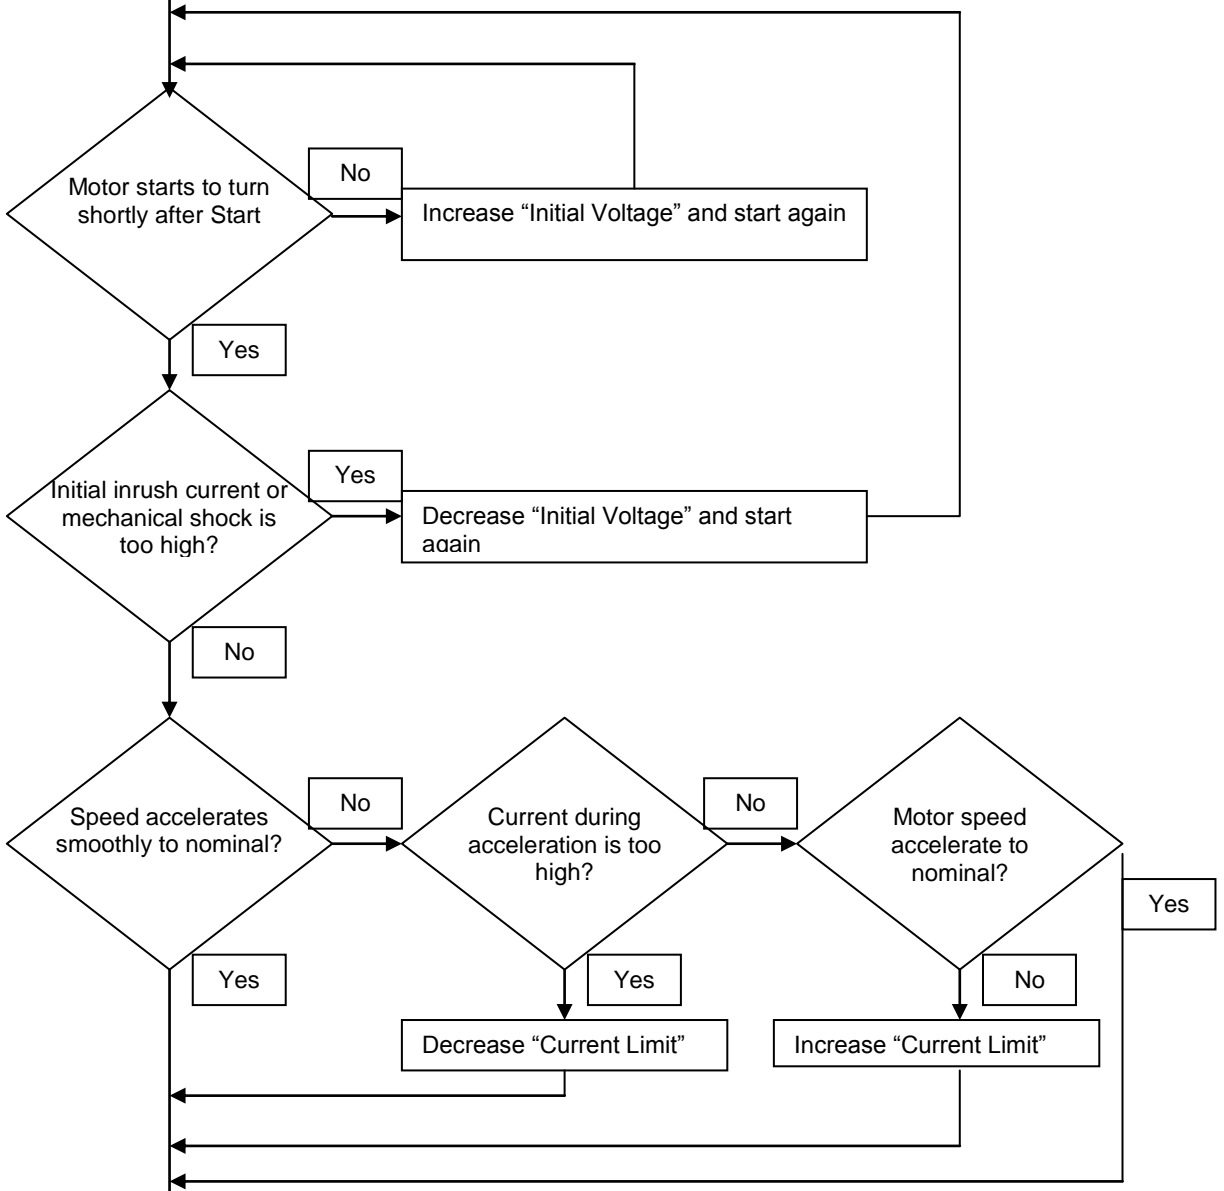 No
Motor starts to turn
shortly after Start
Increase “Initial Voltage” and start again
Yes
Yes
Initial inrush current or
mechanical shock is
too high?
Decrease “Initial Voltage” and start
again
No
No
No
Speed accelerates
smoothly to nominal?
Current during
acceleration is too
high?
Motor speed
accelerate to
nominal?
Yes
Yes
Yes
No
Decrease “Current Limit”
Increase “Current Limit”